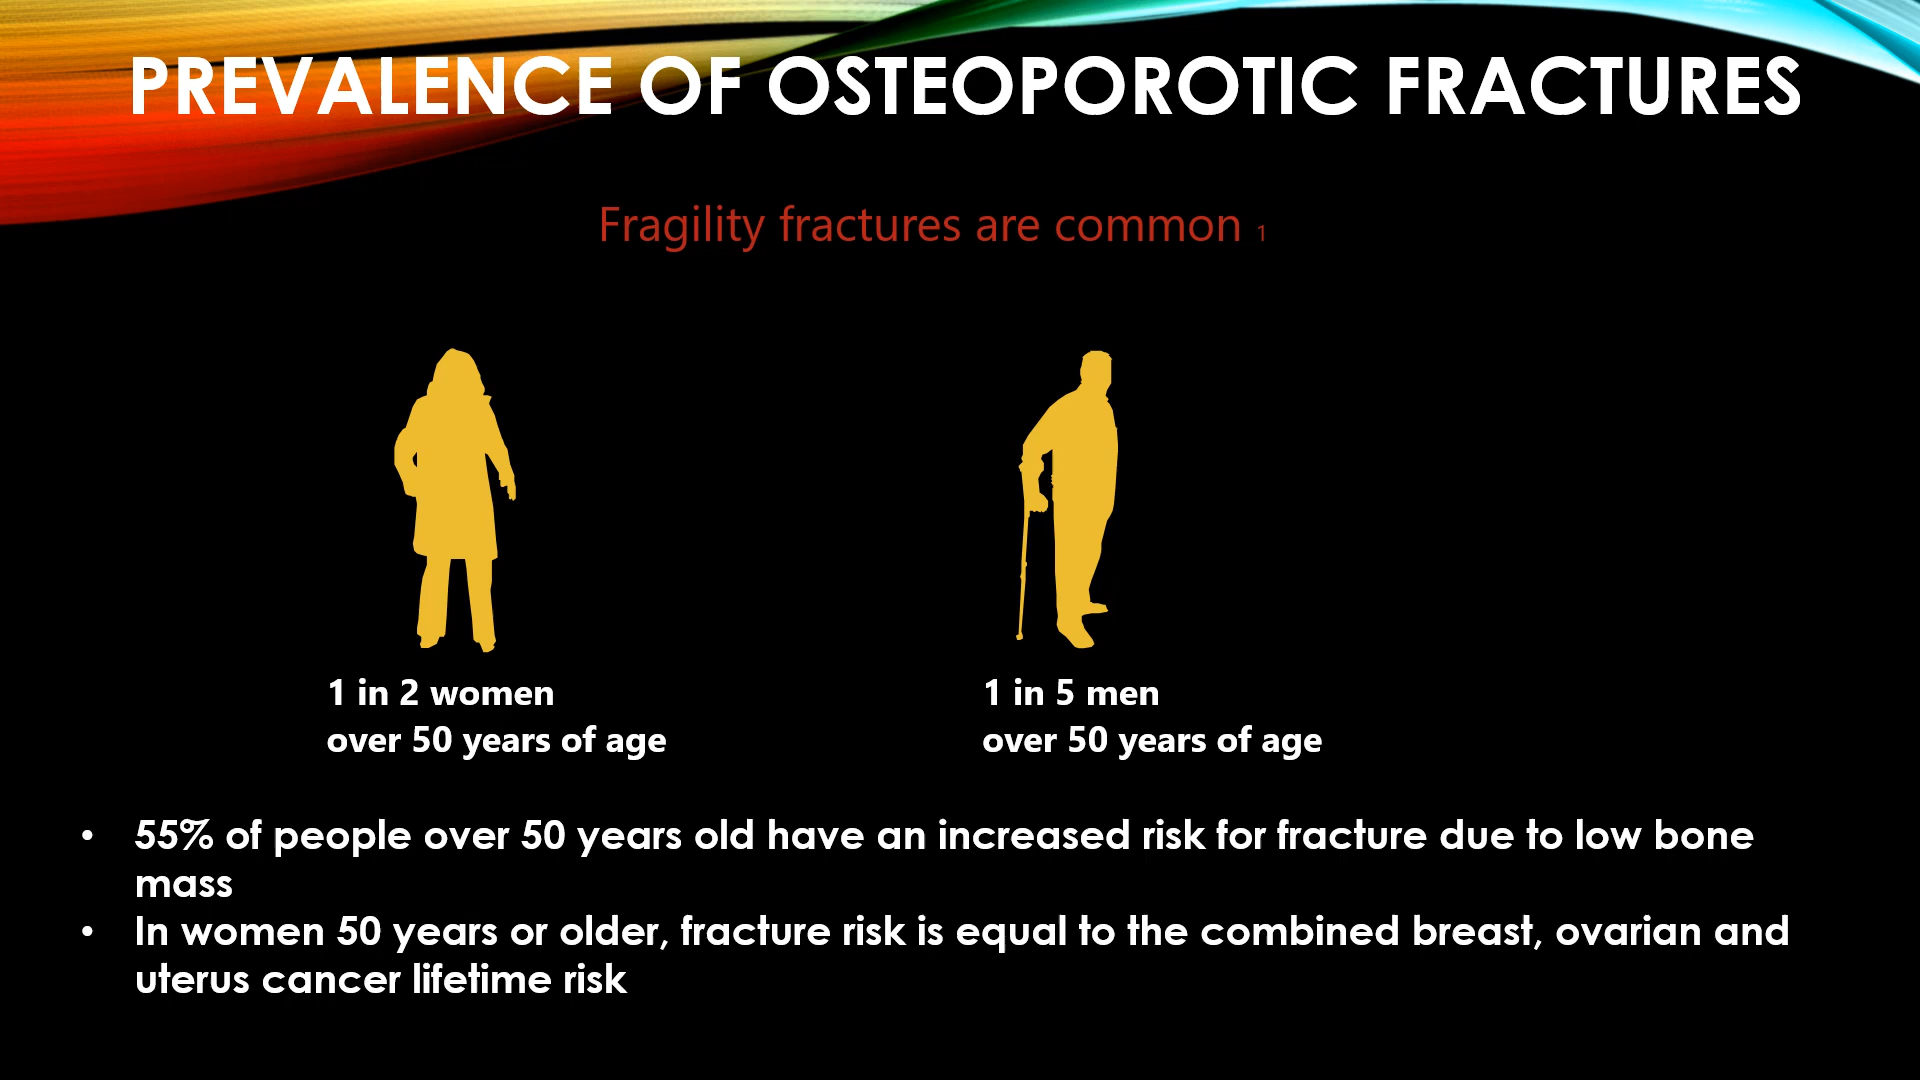 PREVALENCE OF OSTEOPOROTIC FRACTURES
Fragility fractures are common 1
1 in 2 women
over 50 years of age
1 in 5 men
over 50 years of age
• 55% of people over 50 years old have an increased risk for fracture due to low bone
mass
• In women 50 years or older, fracture risk is equal to the combined breast, ovarian and
uterus cancer lifetime risk